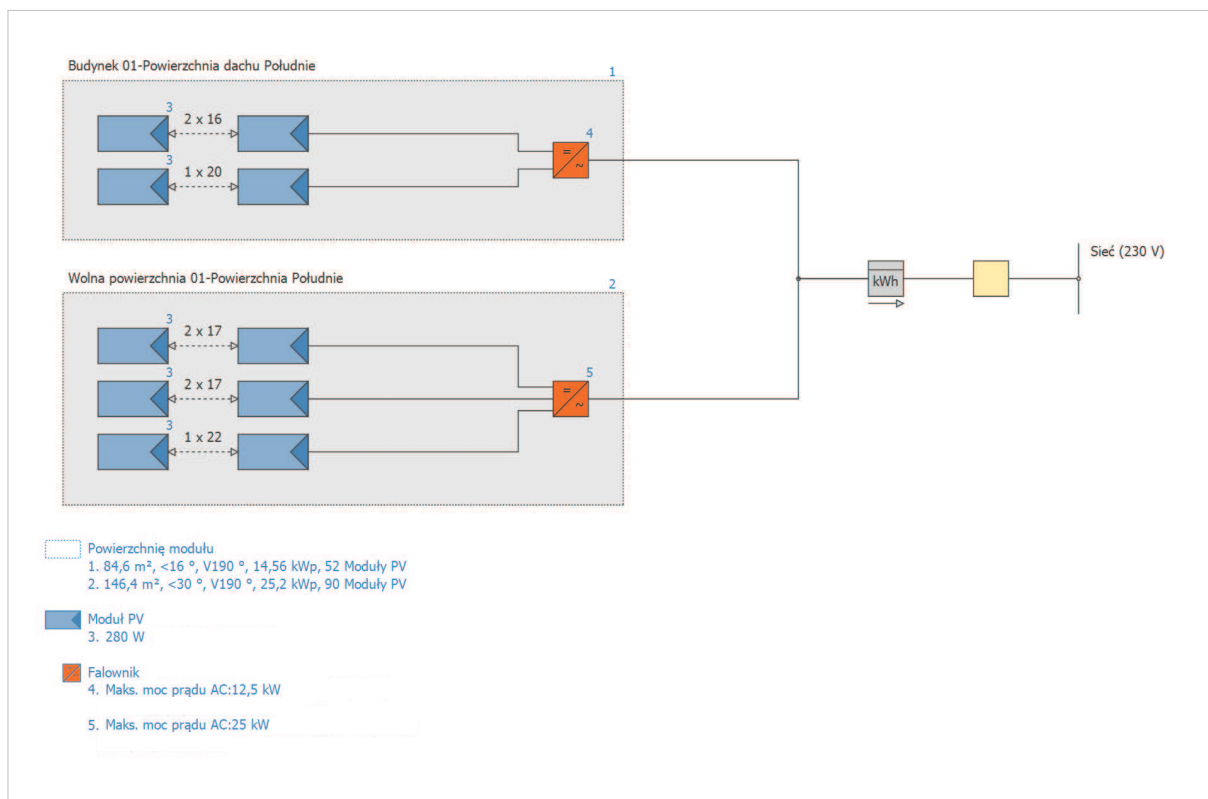 Budynek 01-Powierzchnia dachu Południe
1
3
2 x 16
4
=
~
3
1 x 20
Sieć (230 V)
kWh
Wolna powierzchnia 01-Powierzchnia Południe
2
3
2 x 17
3
2 x 17
5
=
~
3
1 x 22
Powierzchnię modułu
1. 84,6 m², <16 °, V190 °, 14,56 kWp, 52 Moduły PV
2. 146,4 m², <30 °, V190 °, 25,2 kWp, 90 Moduły PV
Moduł PV
3. 280 W
Falownik
4. Maks. moc prądu AC:12,5 kW
5. Maks. moc prądu AC:25 kW